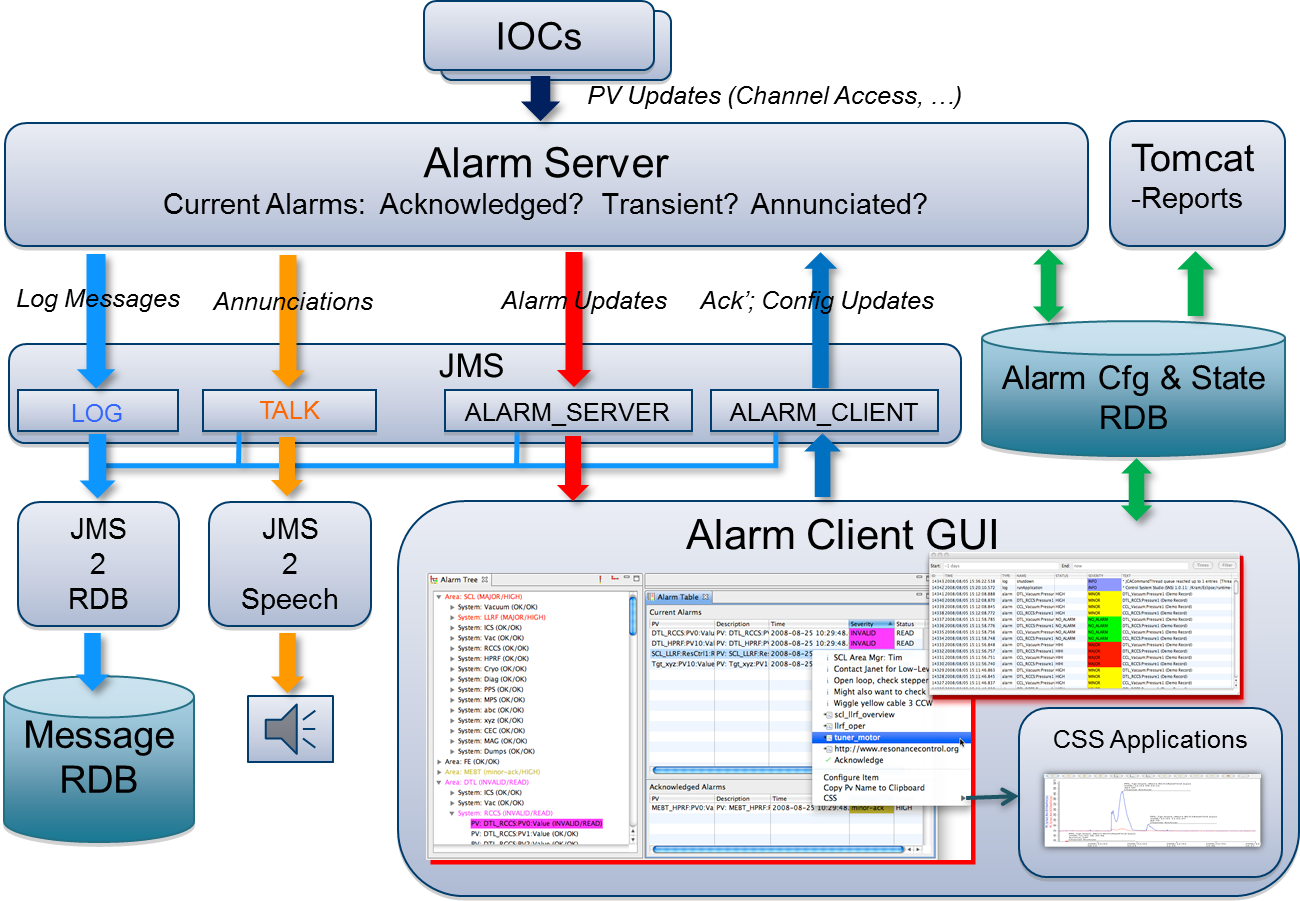 IOCs
PV Updates (Channel Access, …)
Alarm Server
Current Alarms: Acknowledged? Transient? Annunciated?
Tomcat
-Reports
Log Messages
Annunciations
Alarm Updates
Ack’; Config Updates
JMS
LOG
TALK
ALARM_SERVER
ALARM_CLIENT
Alarm Cfg & State
RDB
JMS
2
RDB
JMS
2
Speech
Message
RDB
Alarm Client GUI
Alarm Tree
Area: SCL (MAJOR/HIGH)
System: Vacuum (OK/OK)
System: LLRF (MAJOR/HIGH)
System: ICS (OK/OK)
System: Vac (OK/OK)
System: RCCS (OK/OK)
System: HPRF (OK/OK)
System: Cryo (OK/OK)
System: Diag (OK/OK)
System: PPS (OK/OK)
System: MPS (OK/OK)
System: abc (OK/OK)
System: xyz (OK/OK)
System: CEC (OK/OK)
System: MAG (OK/OK)
System: Dumps (OK/OK)
Area: FE (OK/OK)
Area: MEBT (minor-ack/HIGH)
Area: DTL (INVALID/READ)
System: ICS (OK/OK)
System: Vac (OK/OK)
System: RCCS (INVALID/READ)
PV: DTL_RCCS:PV0:Value (INVALID/READ)
PV: DTL_RCCS:PV1:Value (OK/OK)
PV: DTL_RCCS:PV2:Value (OK/OK)
Alarm Table
Current Alarms
PV Description Time Severity Status
DTL_RCCS:PV0:Valu PV: DTL_RCCS:PV 2008-08-25 10:29:48. INVALID READ
DTL_RCCS:PV0:Valu PV: DTL_RCCS:PV 2008-08-25 10:29:48. INVALID READ
SCL_LLRF:ResCtrl1:R PV: SCL_LLRF:Re 2008-08-25
Tgt_xyz:PV10:Value PV: Tgt_xyz:PV1 2008-08-25
SCL Area Mgr: Tim
Contact Janet for Low-Lev
Open loop, check stepper
Might also want to check
Wiggle yellow cable 3 CCW
scl_llrf_overview
llrf_oper
tuner_motor
http://www.resonancecontrol.org
Acknowledge
Configure Item
Copy Pv Name to Clipboard
CSS
Acknowledged Alarms
PV Description Time
MEBT_HPRF:PV0:Va PV: MEBT_HPRF:F 2008-08-25 10:29:48. minor-ack HIGH
Start: End: now Times Filter
ID TIME TYPE NAME STATUS SEVERITY TEXT
CSS Applications